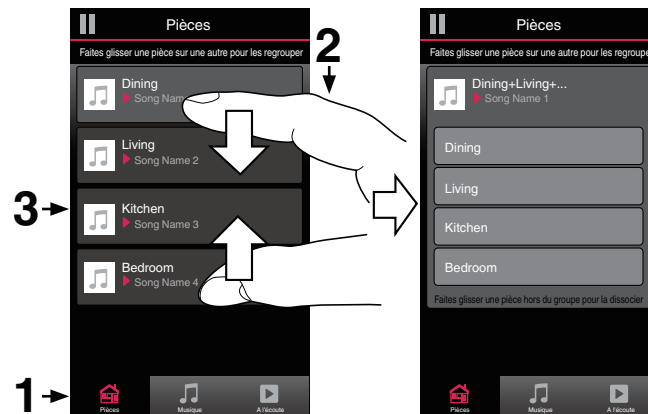 Pièces
Faites glisser une pièce sur une autre pour les regrouper
Dining
Song Nam
Living
Song Name 2
Kitchen
Song Name 3
Bedroom
Song Name 4
Pièces
Musique
A l'écoute
1
2
3
Pièces
Faites glisser une pièce sur une autre pour les regroupe
Dining+Living+...
Song Name 1
Dining
Living
Kitchen
Bedroom
Faites glisser une pièce hors du groupe pour la dissocier
Pièces
Musique
A l'écoute